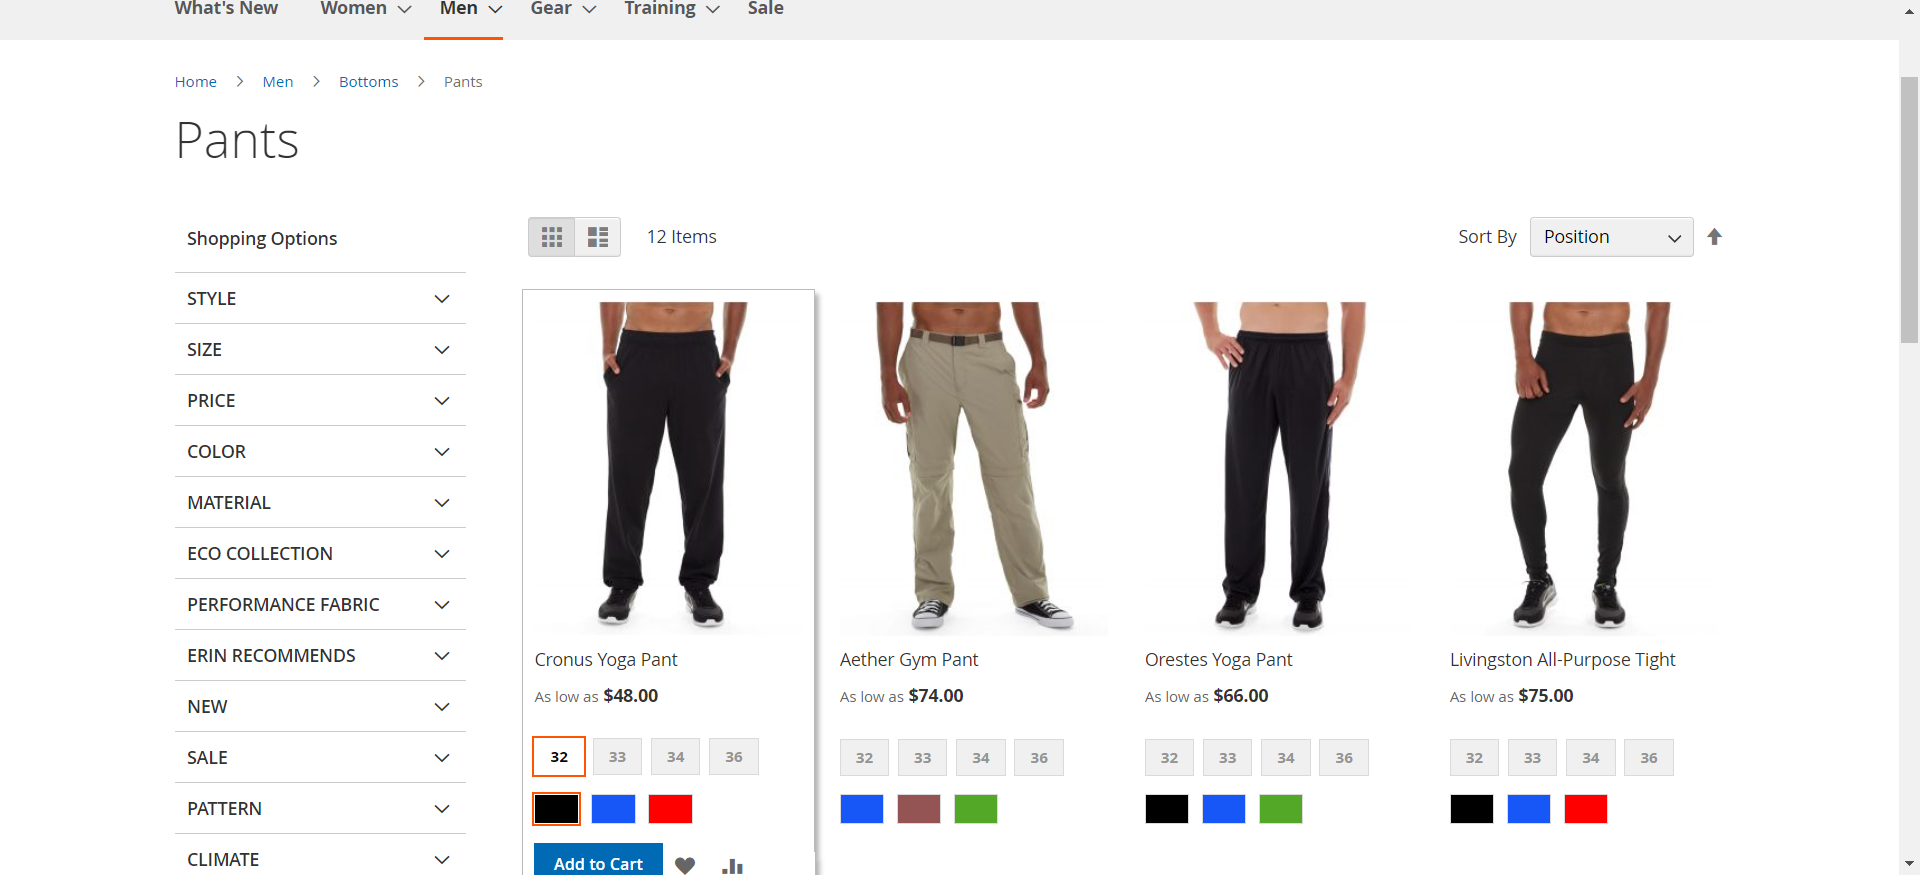 What's New Women Men Gear Training Sale
Home Men Bottoms Pants
Pants
Shopping Options
STYLE
SIZE
PRICE
COLOR
MATERIAL
ECO COLLECTION
PERFORMANCE FABRIC
ERIN RECOMMENDS
NEW
SALE
PATTERN
CLIMATE
12 Items
Sort By Position
Cronus Yoga Pant
As low as $48.00
32 33 34 36
Add to Cart
Aether Gym Pant
As low as $74.00
32 33 34 36
Orestes Yoga Pant
As low as $66.00
32 33 34 36
Livingston All-Purpose Tight
As low as $75.00
32 33 34 36